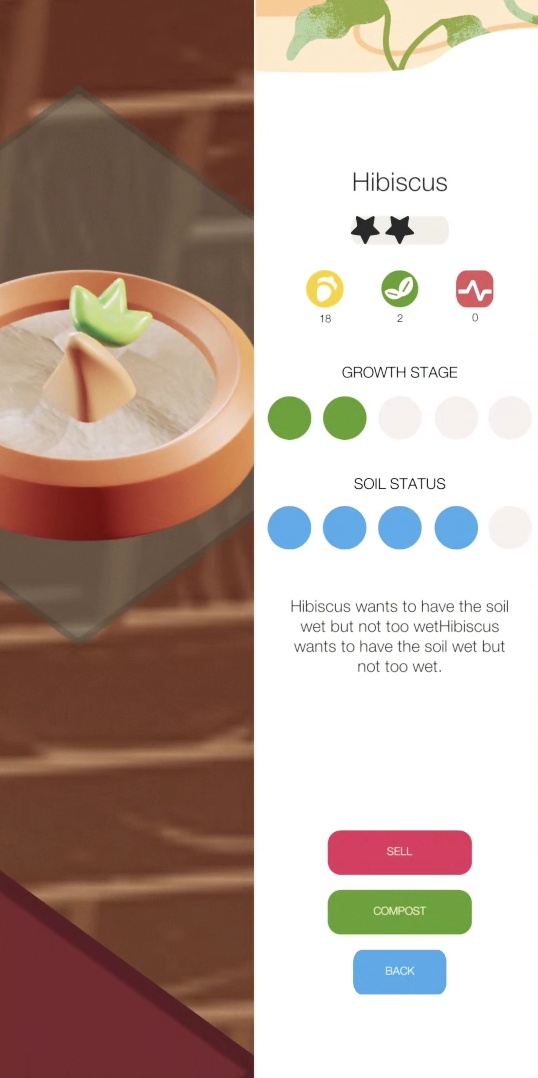 Hibiscus
18
2
0
GROWTH STAGE
SOIL STATUS
Hibiscus wants to have the soil
wet but not too wetHibiscus
wants to have the soil wet but
not too wet.
SELL
COMPOST
BACK